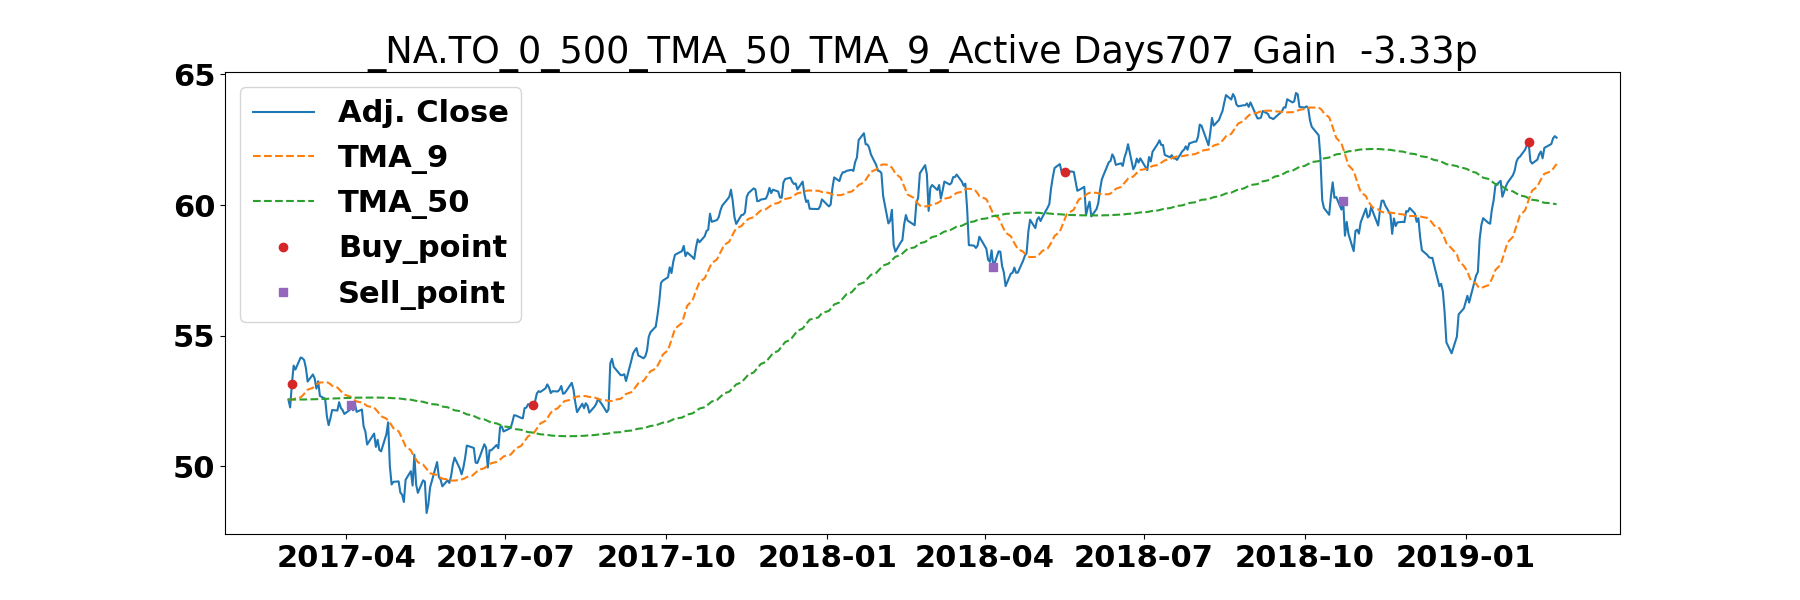 _NA.TO_0_500_TMA_50_TMA_9_Active Days707_Gain  -3.33p
65
60
55
50
Adj. Close
TMA_9
TMA_50
Buy_point
Sell_point
2017-04 2017-07 2017-10 2018-01 2018-04 2018-07 2018-10 2019-01